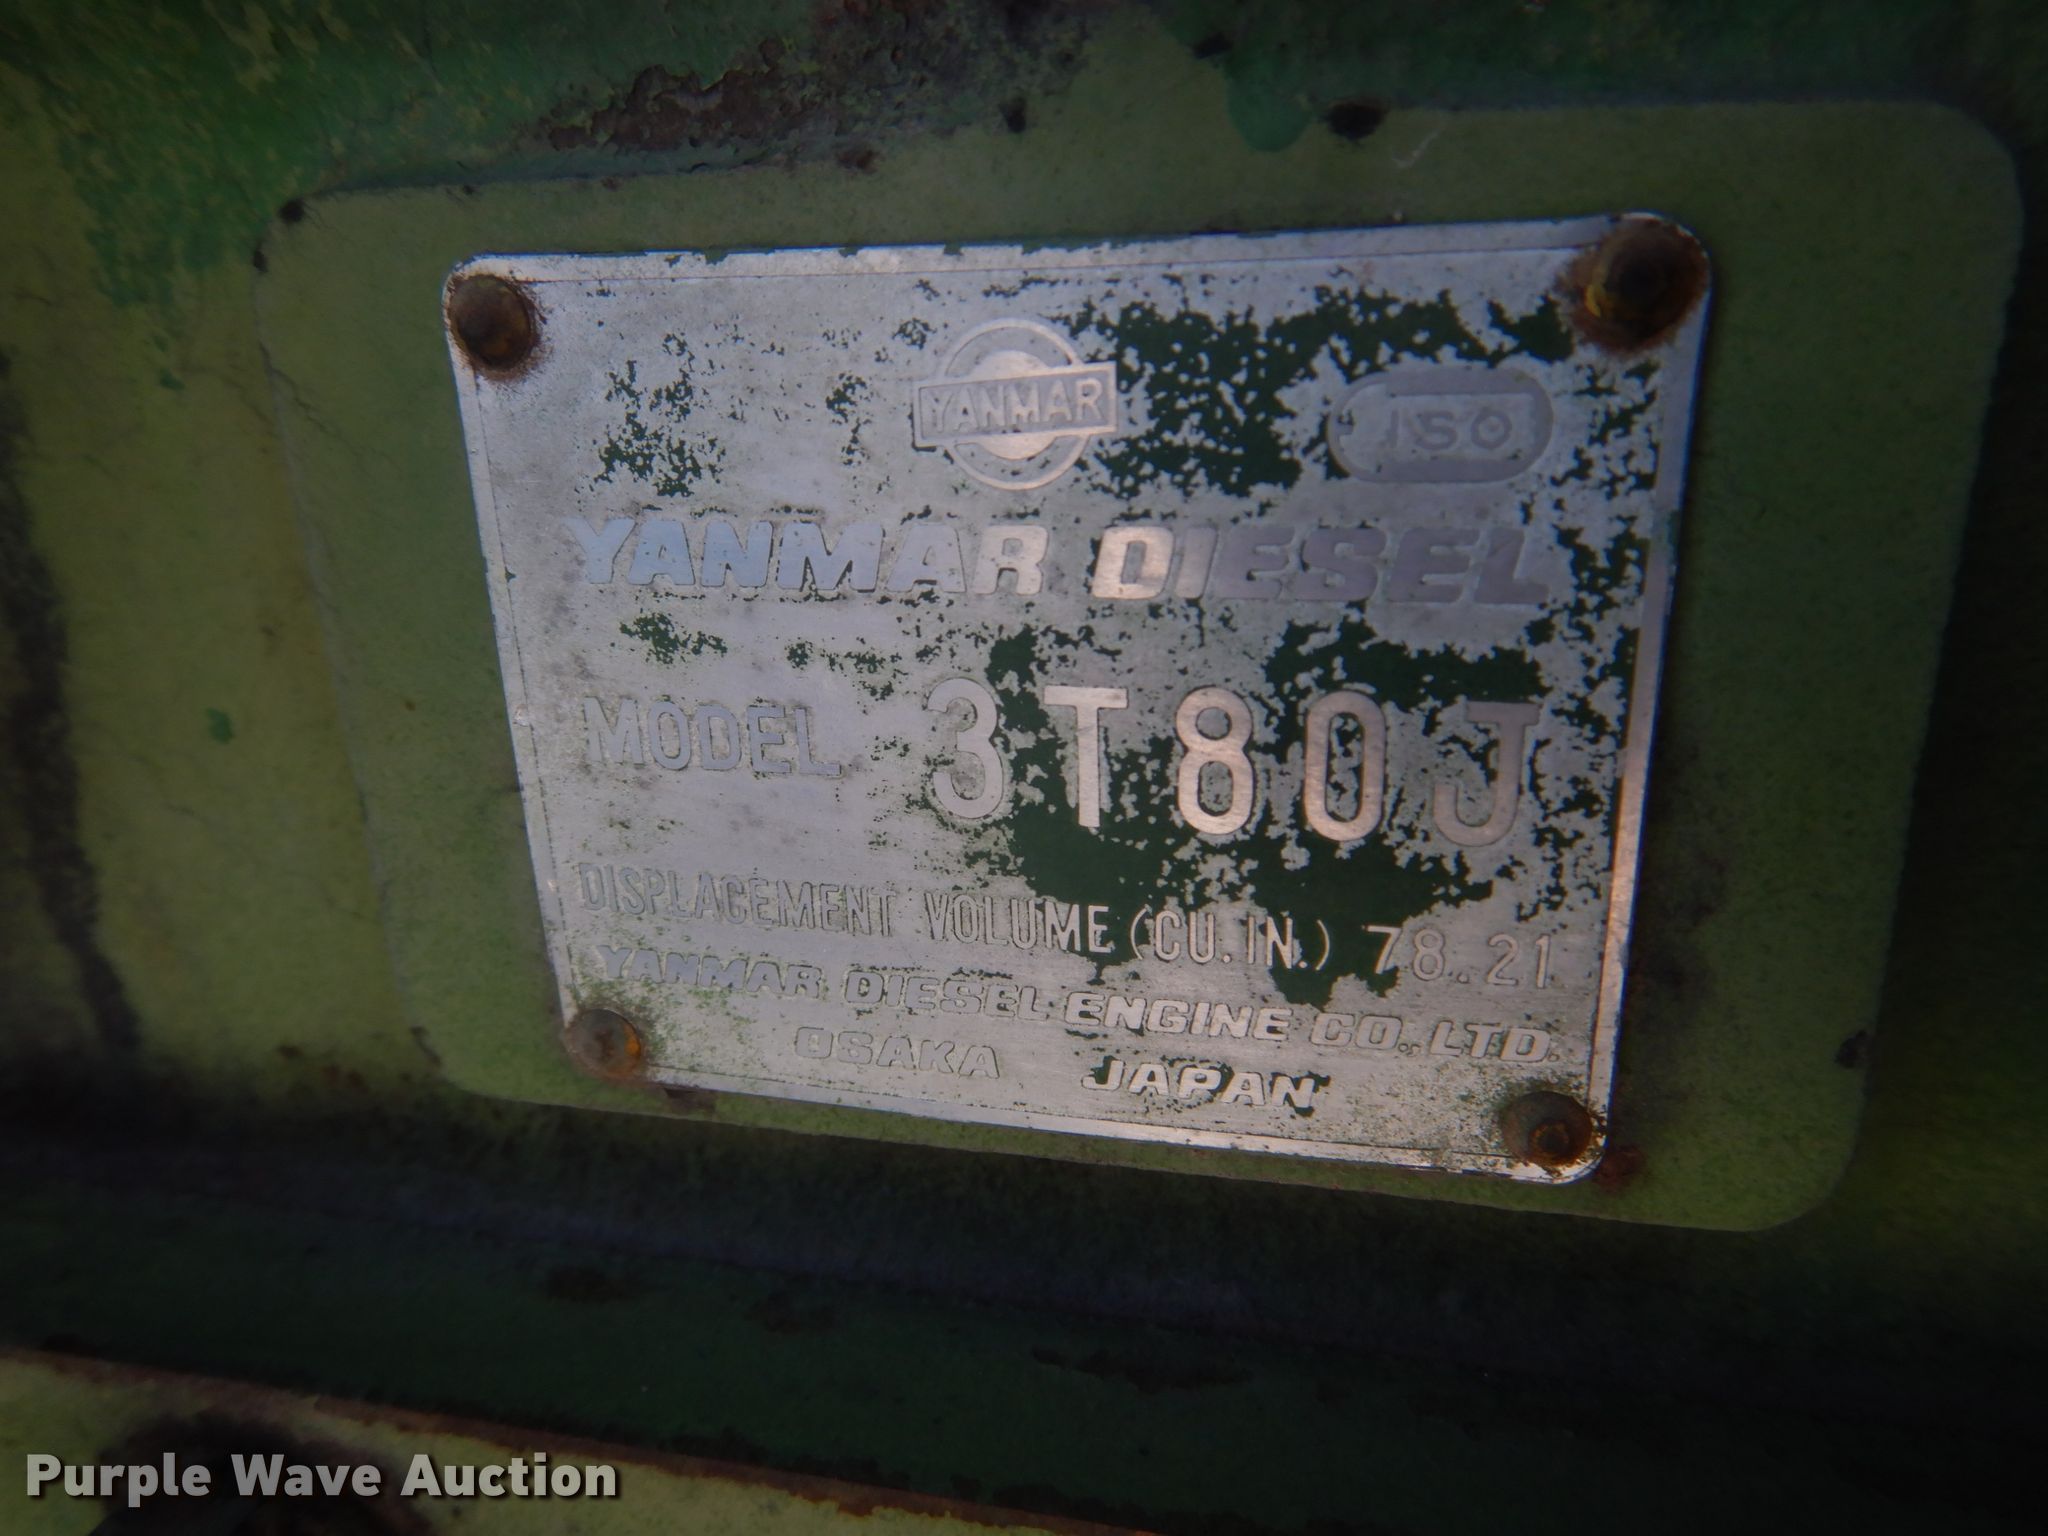 YANMAR
ISO
YANMAR DIESEL
MODEL 3T80J
DISPLACEMENT VOLUME (CU.IN.) 78.21
YANMAR DIESEL ENGINE CO.,LTD.
OSAKA JAPAN
Purple Wave Auction